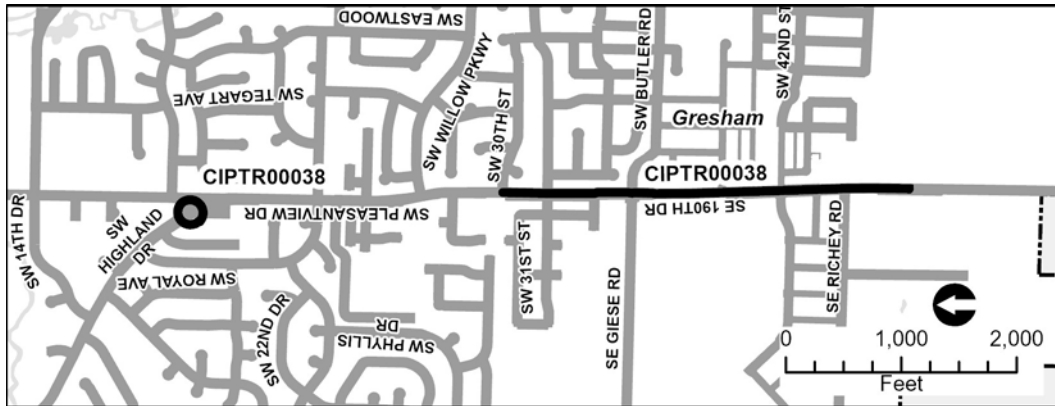 SW EASTWOOD
SW BUTLER RD
SW 42ND ST
SW WILLOW PKWY
SW TEGART AVE
SW 30TH ST
Gresham
CIPTR00038
CIPTR00038
SW 14TH DR
SW
HIGHLAND
DR
SW PLEASANTVIEW DR
SE 190TH DR
SW 31ST ST
SE RICHEY RD
SW ROYAL AVE
SE GIESE RD
SW 22ND DR
SW PHYLLIS
DR
0 1,000 2,000
Feet